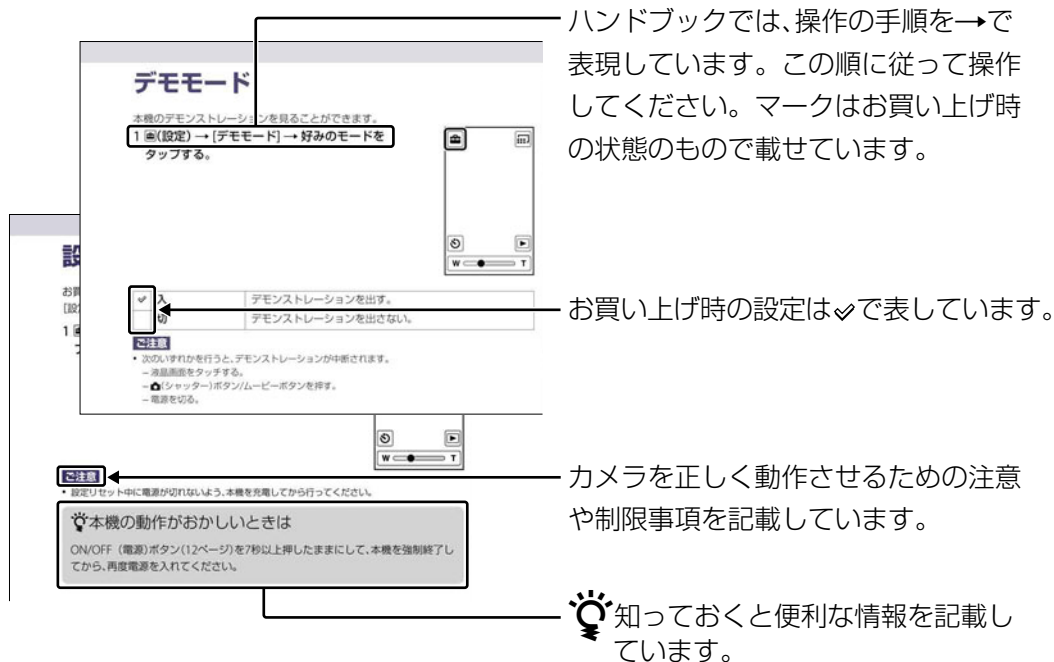 ハンドブックでは、操作の手順を→で
表現しています。この順に従って操作
してください。マークはお買い上げ時
の状態のもので載せています。
デモモード
本機のデモンストレーションを見ることができます。
1 (設定) → [デモモード] → 好みのモードを
タップする。
W T
入 デモンストレーションを出す。
切 デモンストレーションを出さない。
お買い上げ時の設定は✔で表しています。
ご注意
• 次のいずれかを行うと、デモンストレーションが中断されます。
– 液晶画面をタッチする。
– (シャッター)ボタン/ムービーボタンを押す。
– 電源を切る。
設
お買
[設
1
W T
ご注意
• 設定リセット中に電源が切れないよう、本機を充電してから行ってください。
カメラを正しく動作させるための注意
や制限事項を記載しています。
本機の動作がおかしいときは
ON/OFF（電源）ボタン(12ページ)を7秒以上押したままにして、本機を強制終了し
てから、再度電源を入れてください。
知っておくと便利な情報を記載し
ています。